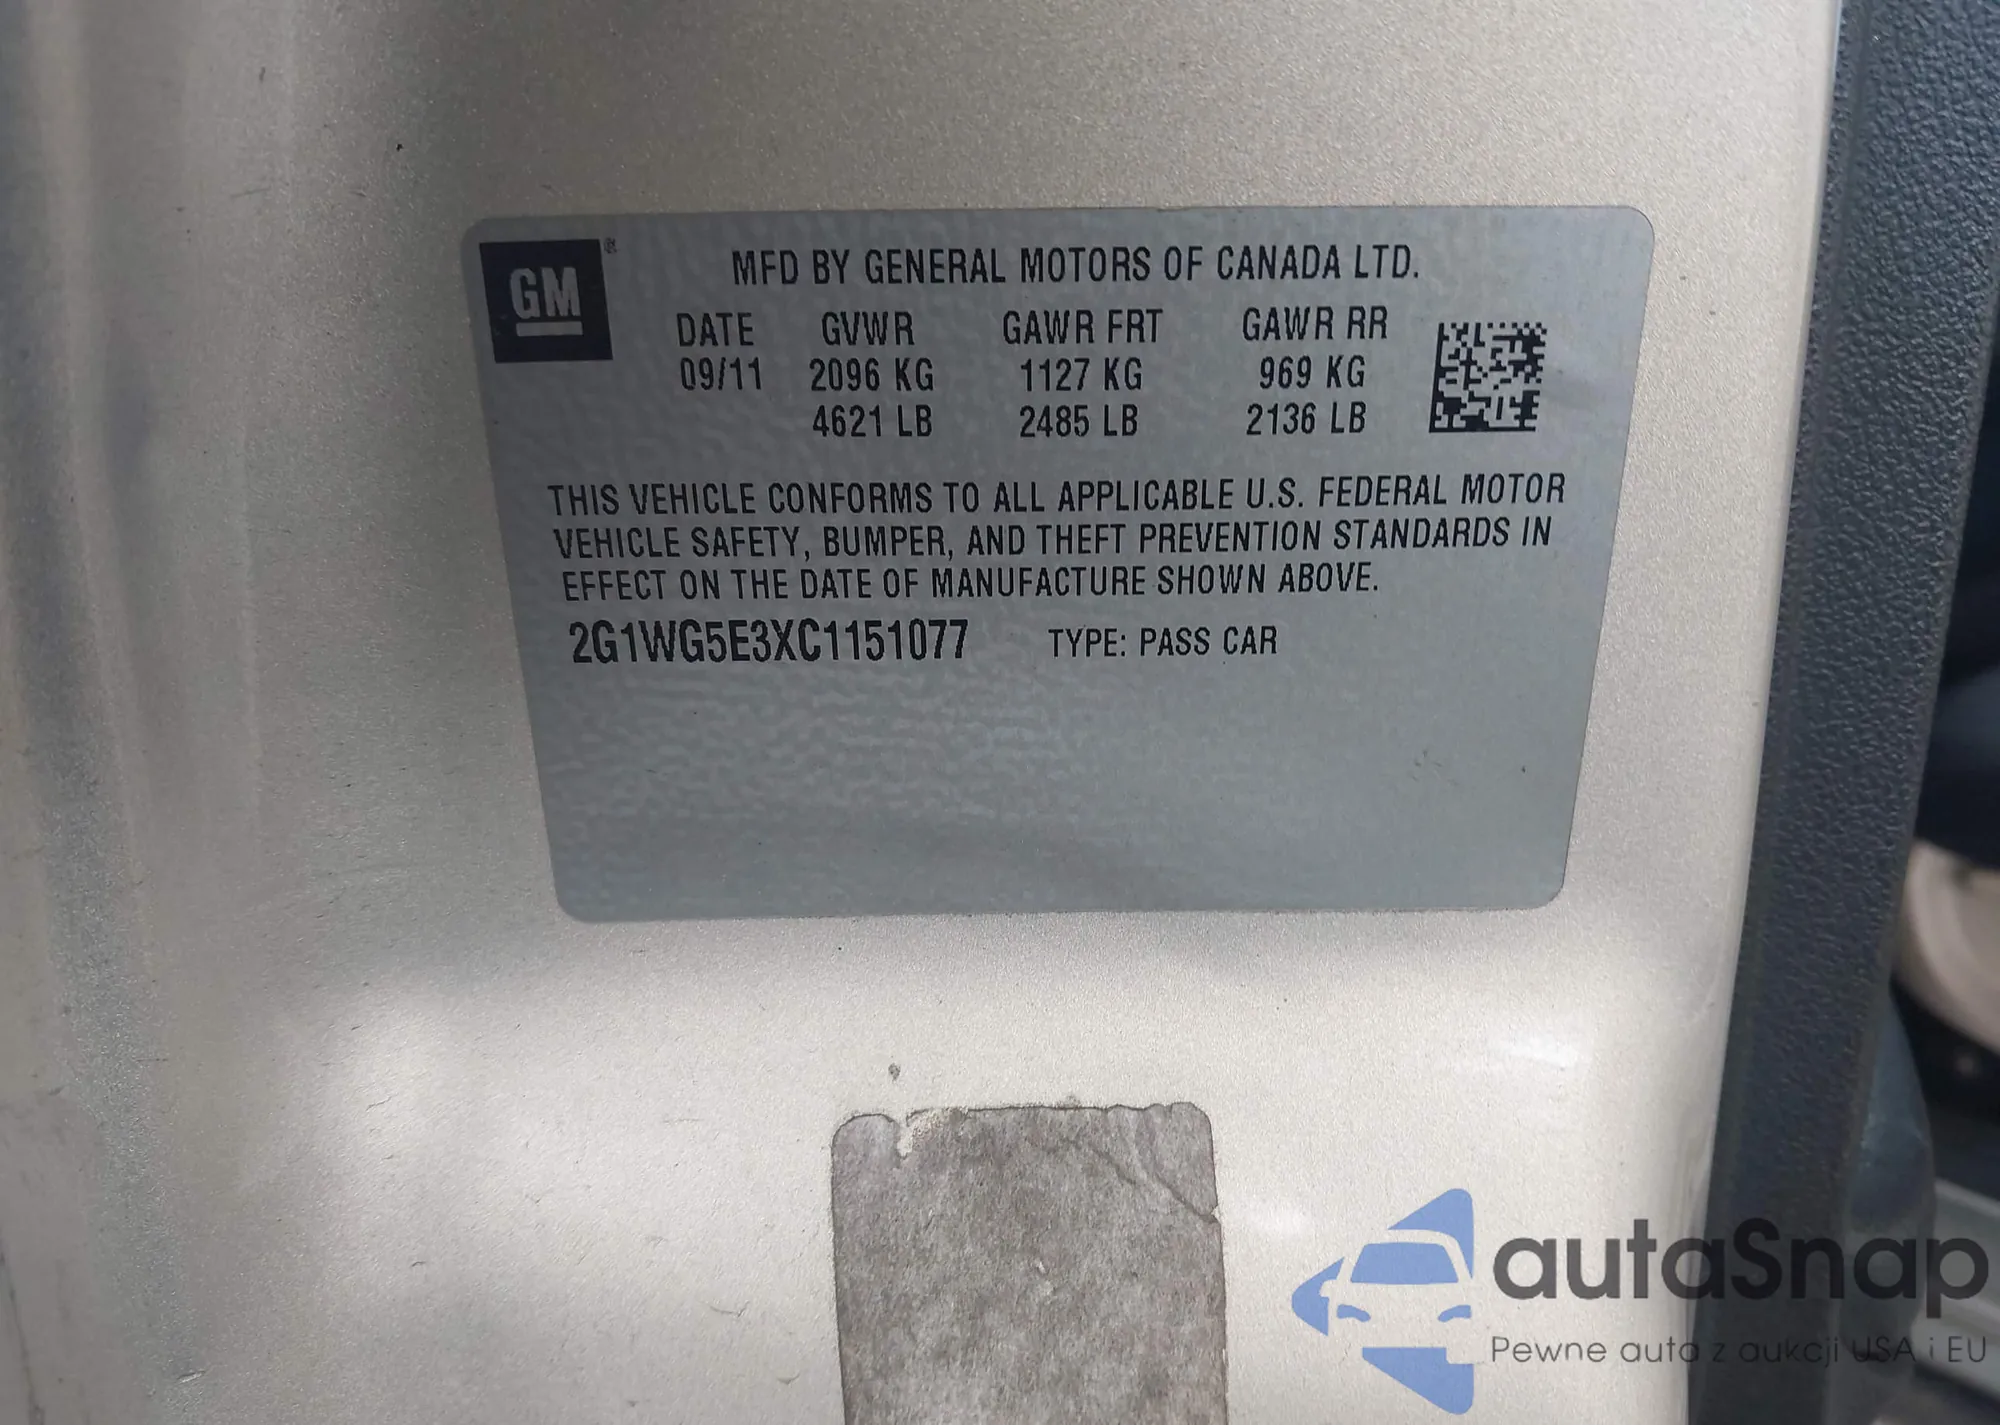 GM
MFD BY GENERAL MOTORS OF CANADA LTD.
DATE GVWR GAWR FRT GAWR RR
09/11 2096 KG 1127 KG 969 KG
4621 LB 2485 LB 2136 LB
THIS VEHICLE CONFORMS TO ALL APPLICABLE U.S. FEDERAL MOTOR
VEHICLE SAFETY, BUMPER, AND THEFT PREVENTION STANDARDS IN
EFFECT ON THE DATE OF MANUFACTURE SHOWN ABOVE.
2G1WG5E3XC1151077 TYPE: PASS CAR
autaSnap
Pewne auta z aukcji USA i EU